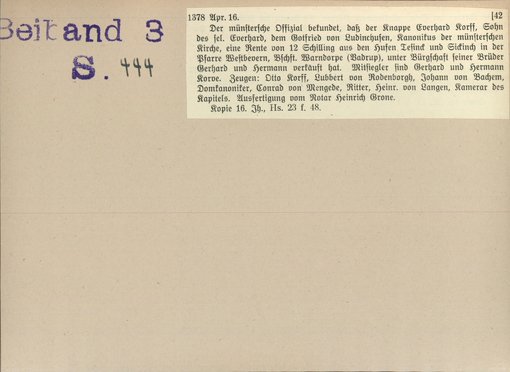 Beiband 3
S. 444
1378 Apr. 16. [42
Der münstersche Offizial bekundet, daß der Knappe Everhard Korff, Sohn
des sel. Everhard, dem Gotfried von Ludinchusen, Kanonikus der münsterschen
Kirche, eine Rente von 12 Schilling aus den Hufen Tesinck und Sickinch in der
Pfarre Westbevern, Bschft. Warndorpe (Vadrup), unter Bürgschaft seiner Brüder
Gerhard und Hermann verkauft hat. Mitsiegler sind Gerhard und Hermann
Korve. Zeugen: Otto Korff, Lubbert von Rodenborgh, Johann von Bachem,
Domkanoniker, Conrad von Mengede, Ritter, Heinr. von Langen, Kamerar des
Kapitels. Ausfertigung vom Notar Heinrich Grone.
Kopie 16. Jh., Hs. 23 f. 48.